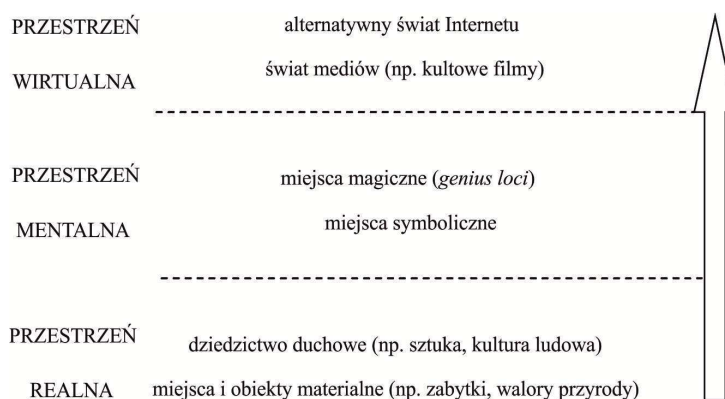 PRZESTRZEŃ
WIRTUALNA
alternatywny świat Internetu
świat mediów (np. kultowe filmy)
PRZESTRZEŃ
MENTALNA
miejsca magiczne (genius loci)
miejsca symboliczne
PRZESTRZEŃ
REALNA
dziedzictwo duchowe (np. sztuka, kultura ludowa)
miejsca i obiekty materialne (np. zabytki, walory przyrody)